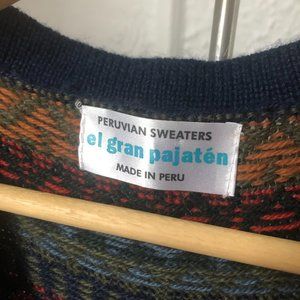 PERUVIAN SWEATERS
el gran pajatén
MADE IN PERU